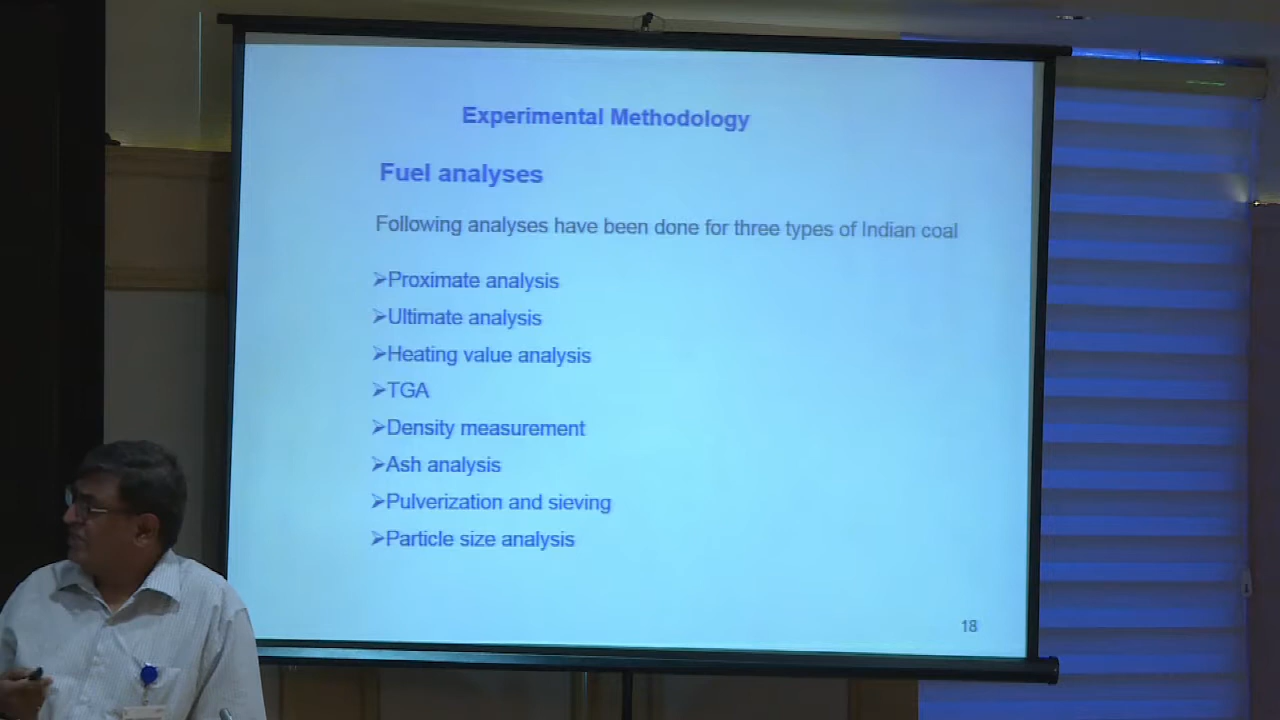 Experimental Methodology
Fuel analyses
Following analyses have been done for three types of Indian coal
➢Proximate analysis
➢Ultimate analysis
➢Heating value analysis
➢TGA
➢Density measurement
➢Ash analysis
➢Pulverization and sieving
➢Particle size analysis
18